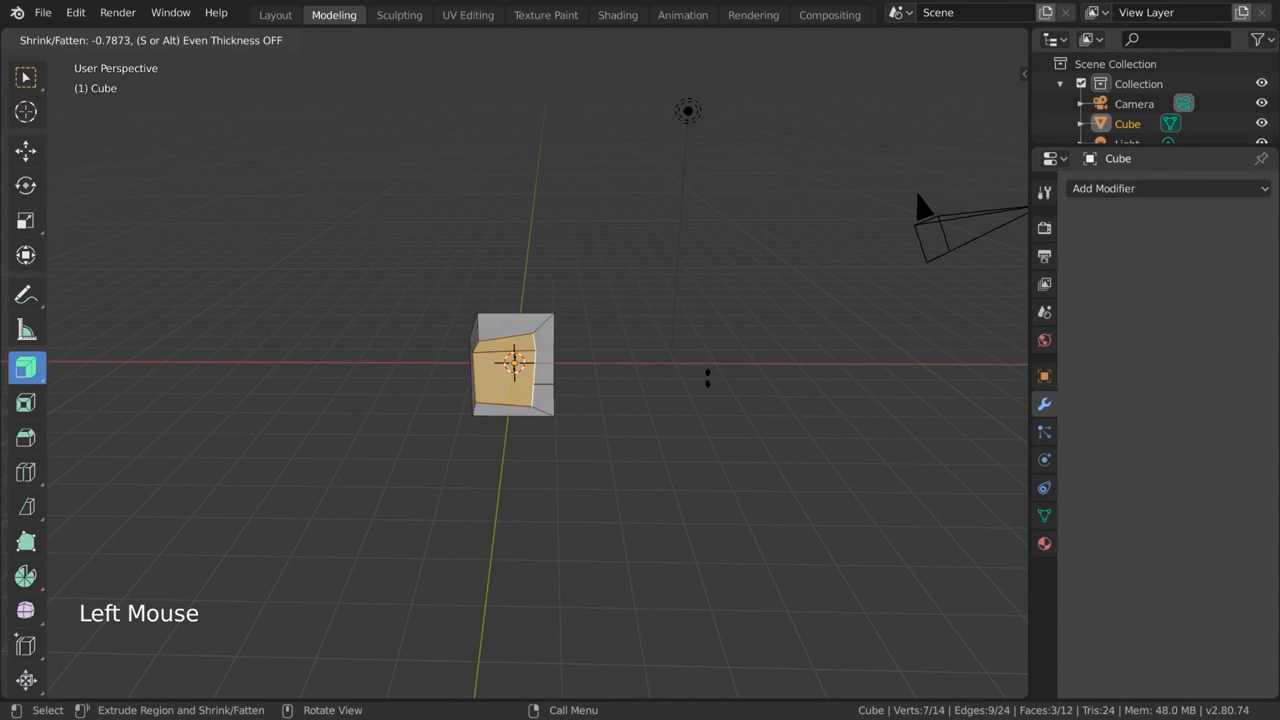 File Edit Render Window Help Layout Modeling Sculpting UV Editing Texture Paint Shading Animation Rendering Compositing Scene View Layer
Shrink/Fatten: -0.7873, (S or Alt) Even Thickness OFF
User Perspective
(1) Cube
Scene Collection
Collection
Camera
Cube
Light
Cube
Add Modifier
Left Mouse
Select Extrude Region and Shrink/Fatten Rotate View Call Menu Cube | Verts:7/14 | Edges:9/24 | Faces:3/12 | Tris:24 | Mem: 48.0 MB | v2.80.74